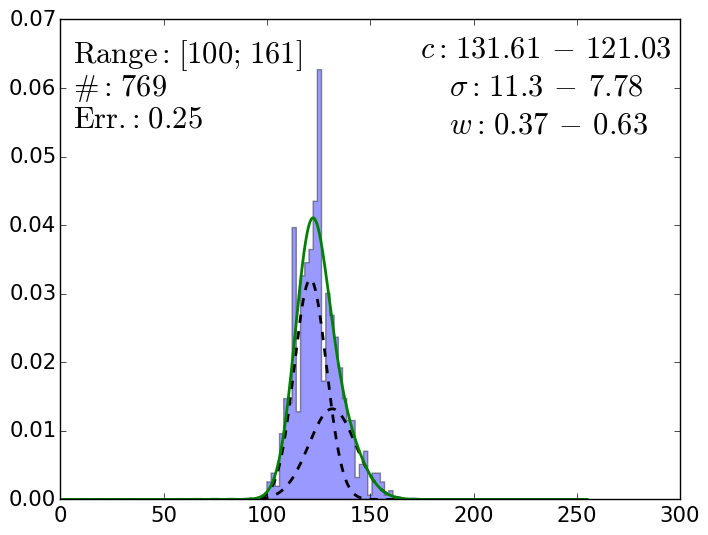 0.07
0.06
0.05
0.04
0.03
0.02
0.01
0.00
Range: [100; 161]
#: 769
Err.: 0.25
c: 131.61 − 121.03
σ: 11.3 − 7.78
w: 0.37 − 0.63
0 50 100 150 200 250 300